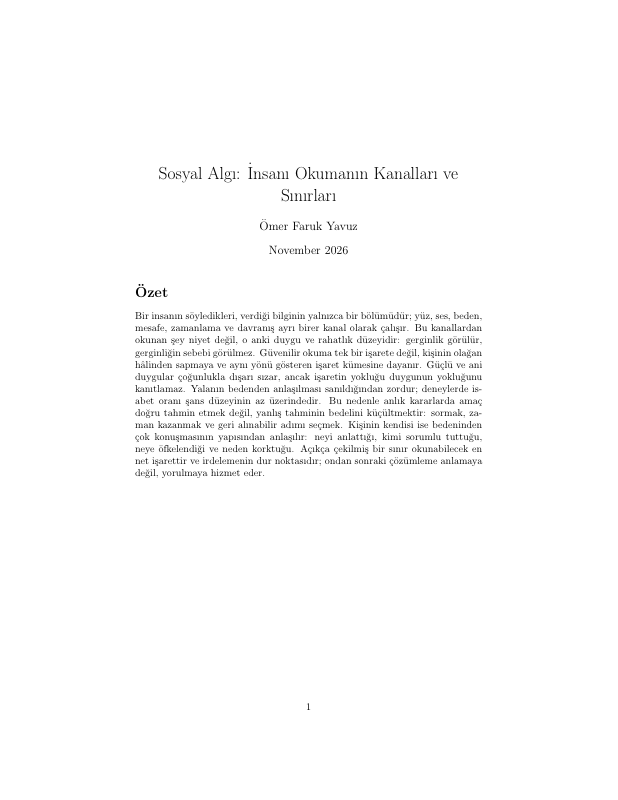 Sosyal Algı: İnsanı Okumanın Kanalları ve
Sınırları
Ömer Faruk Yavuz
November 2026
Özet
Bir insanın söyledikleri, verdiği bilginin yalnızca bir bölümüdür; yüz, ses, beden,
mesafe, zamanlama ve davranış ayrı birer kanal olarak çalışır. Bu kanallardan
okunan şey niyet değil, o anki duygu ve rahatlık düzeyidir: gerginlik görülür,
gerginliğin sebebi görülmez. Güvenilir okuma tek bir işarete değil, kişinin olağan
hâlinden sapmaya ve aynı yönü gösteren işaret kümesine dayanır. Güçlü ve ani
duygular çoğunlukla dışarı sızar, ancak işaretin yokluğu duygunun yokluğunu
kanıtlamaz. Yalanın bedenden anlaşılması sanıldığından zordur; deneylerde is-
abet oranı şans düzeyinin az üzerindedir. Bu nedenle anlık kararlarda amaç
doğru tahmin etmek değil, yanlış tahminin bedelini küçültmektir: sormak, za-
man kazanmak ve geri alınabilir adımı seçmek. Kişinin kendisi ise bedeninden
çok konuşmasının yapısından anlaşılır: neyi anlattığı, kimi sorumlu tuttuğu,
neye öfkelendiği ve neden korktuğu. Açıkça çekilmiş bir sınır okunabilecek en
net işarettir ve irdelemenin dur noktasıdır; ondan sonraki çözümleme anlamaya
değil, yorulmaya hizmet eder.
1